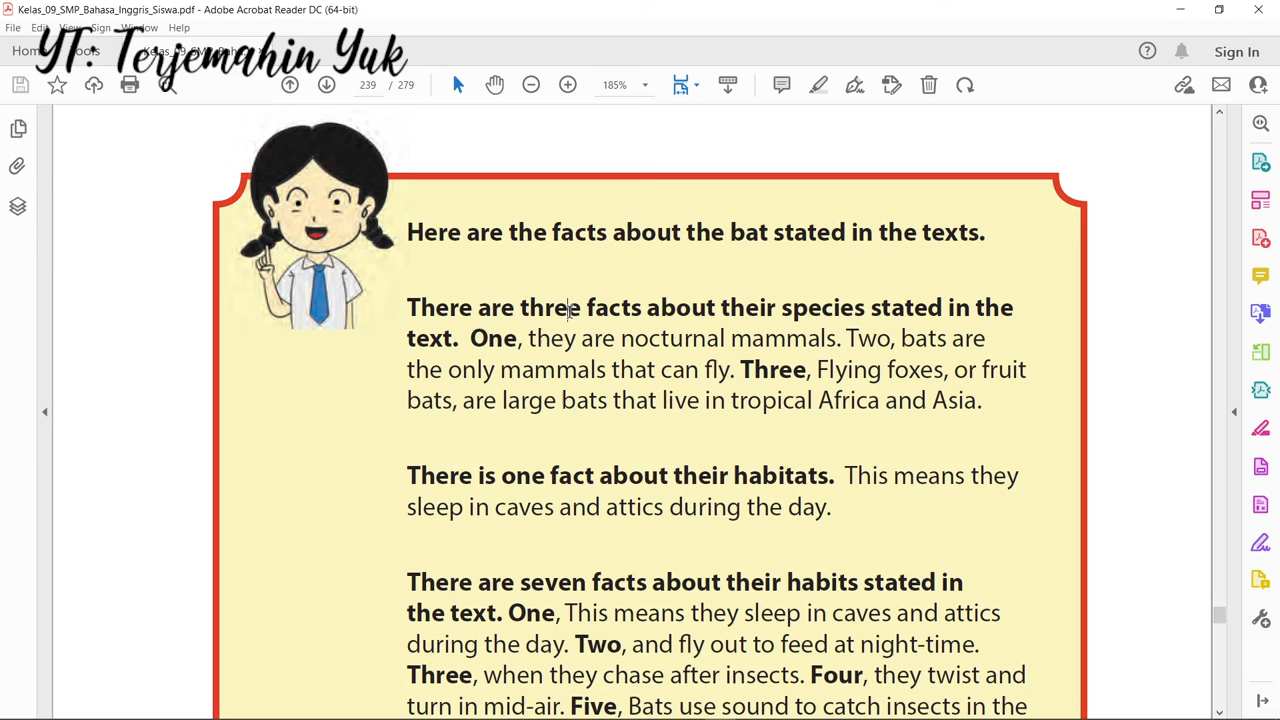 Kelas_09_SMP_Bahasa_Inggris_Siswa.pdf - Adobe Acrobat Reader DC (64-bit)
File Edit View Sign Window Help
YT: Terjemahin Yuk
Home Tools
Sign In
239 / 279
185%
Here are the facts about the bat stated in the texts.
There are three facts about their species stated in the
text. One, they are nocturnal mammals. Two, bats are
the only mammals that can fly. Three, Flying foxes, or fruit
bats, are large bats that live in tropical Africa and Asia.
There is one fact about their habitats. This means they
sleep in caves and attics during the day.
There are seven facts about their habits stated in
the text. One, This means they sleep in caves and attics
during the day. Two, and fly out to feed at night-time.
Three, when they chase after insects. Four, they twist and
turn in mid-air. Five, Bats use sound to catch insects in the